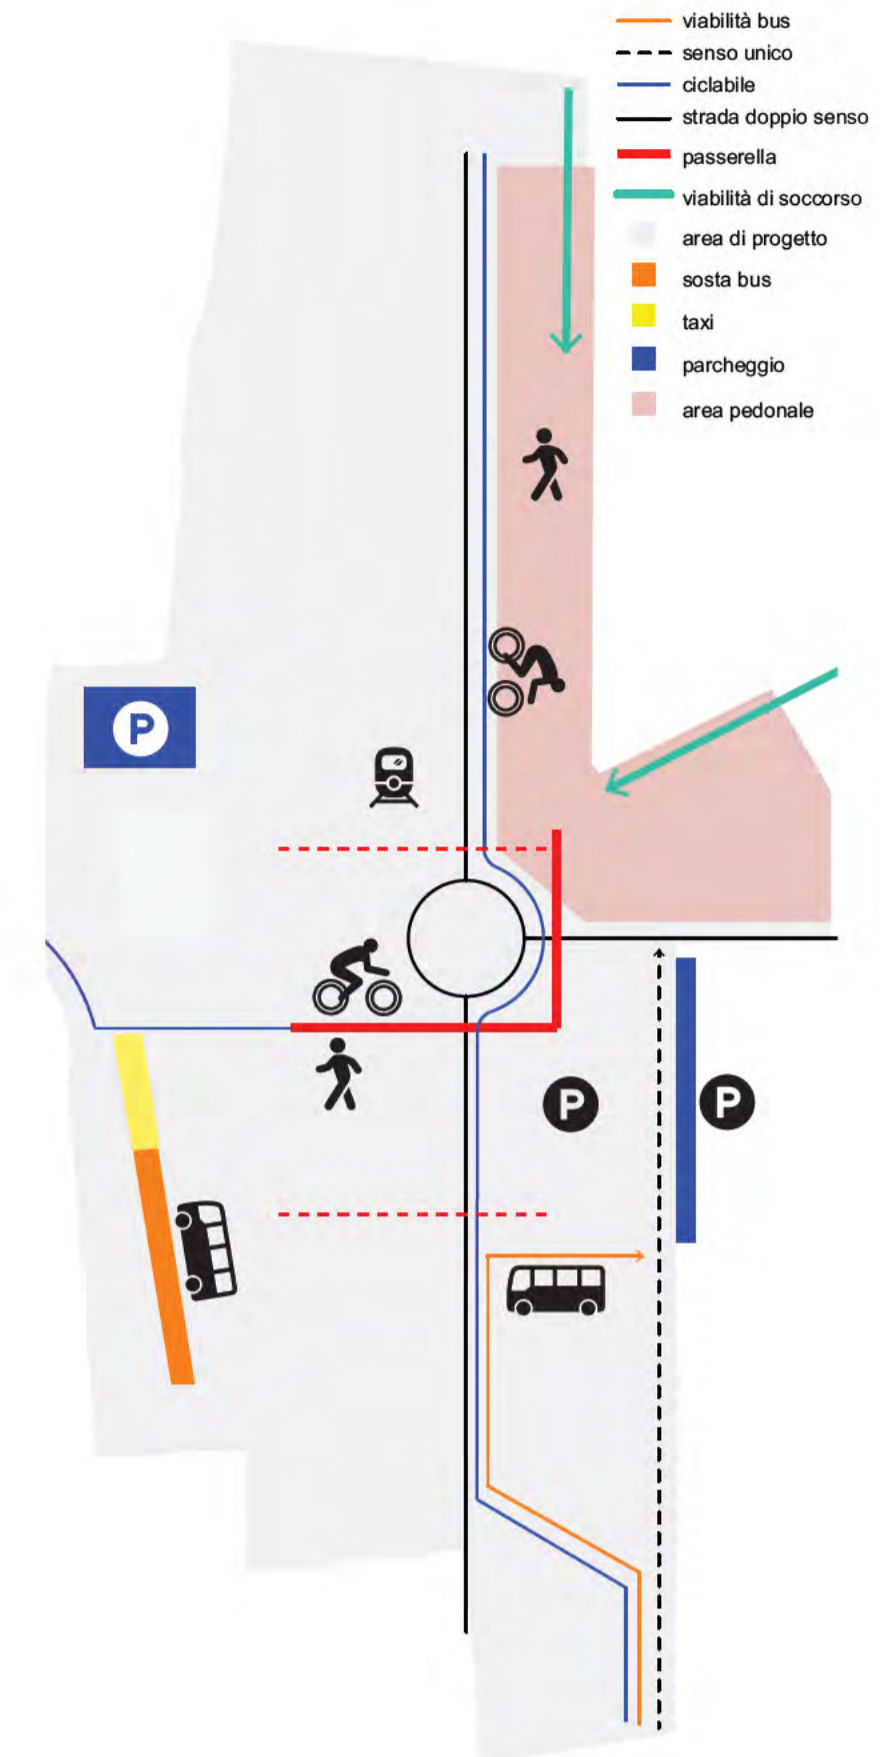 viabilità bus
senso unico
ciclabile
strada doppio senso
passerella
viabilità di soccorso
area di progetto
sosta bus
taxi
parcheggio
area pedonale
P
P
P